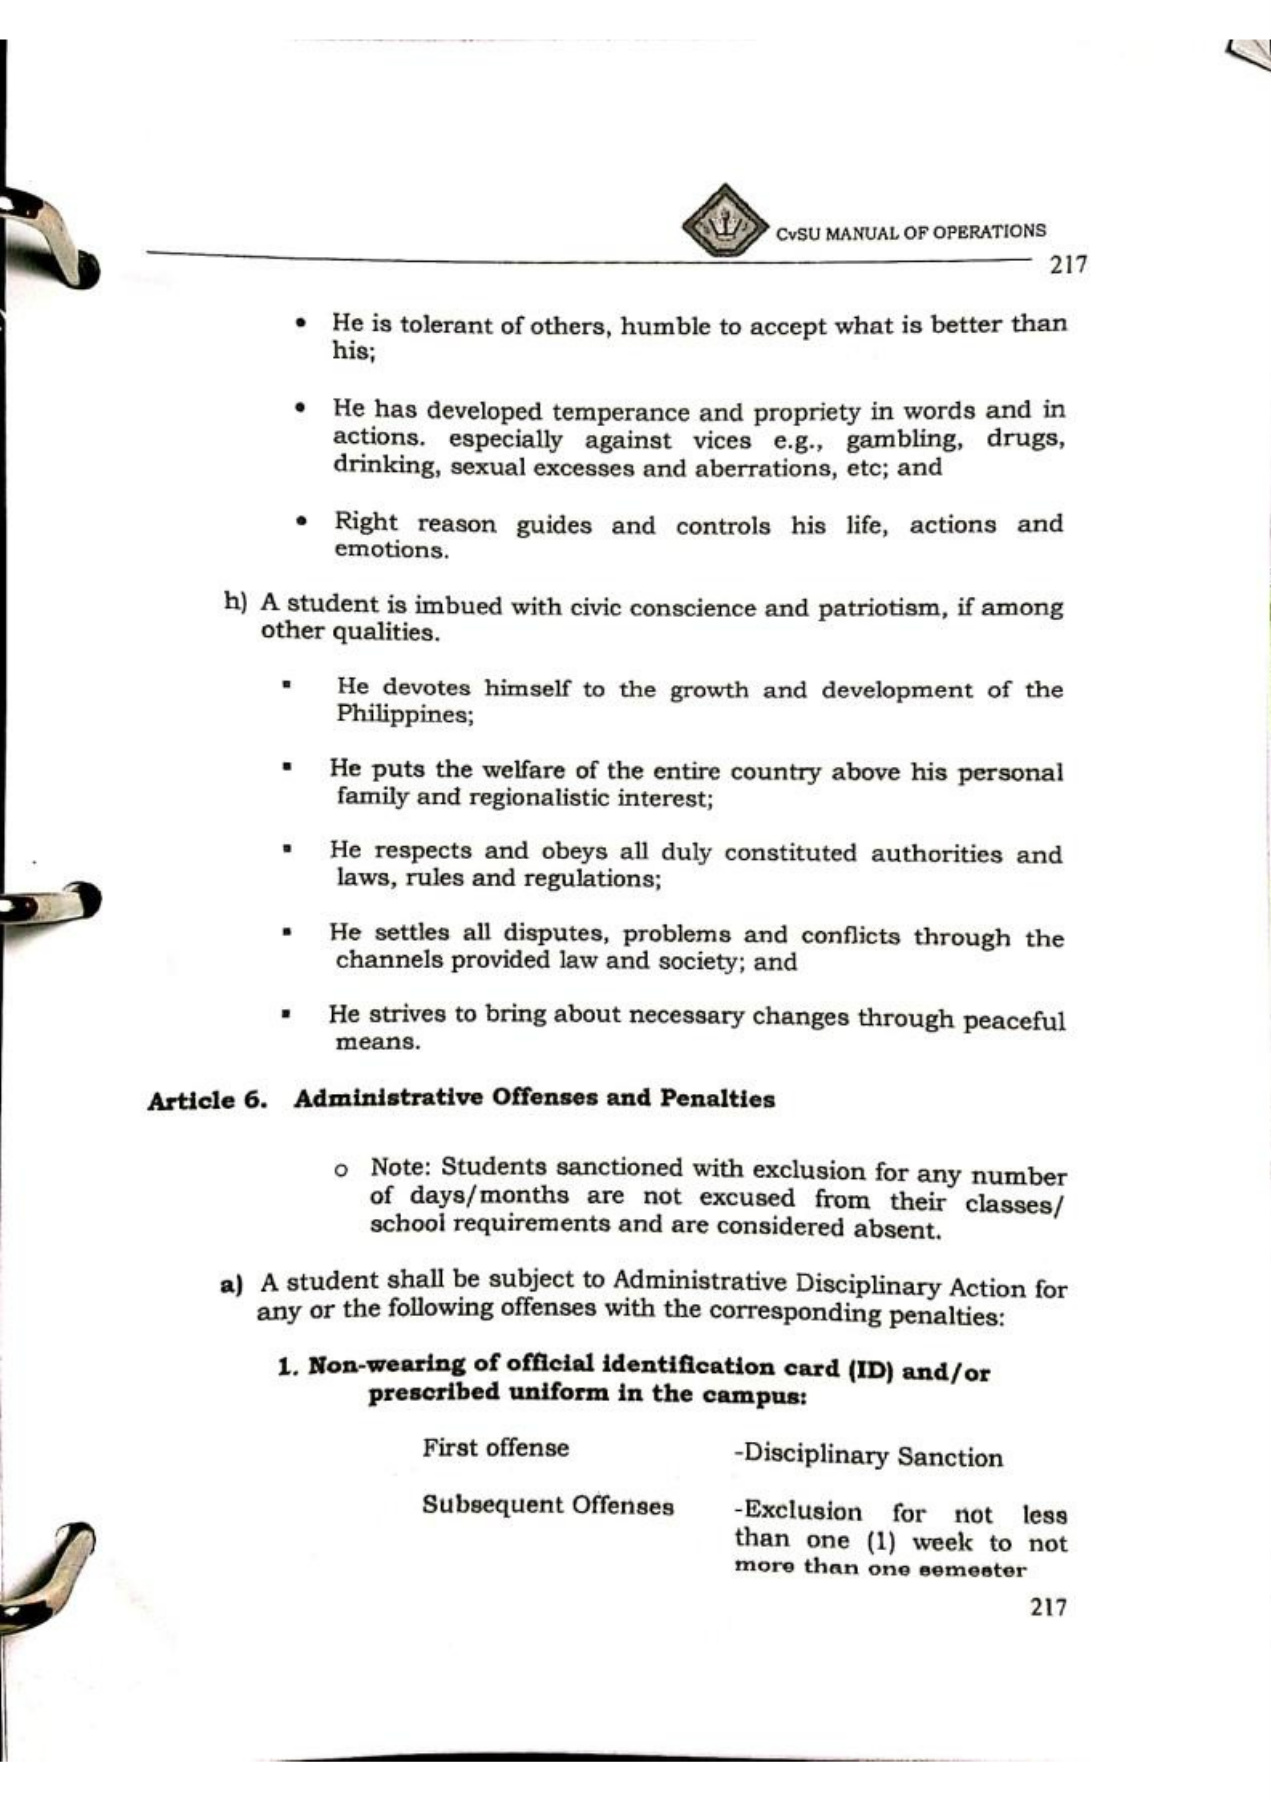 CvSU MANUAL OF OPERATIONS
217
• He is tolerant of others, humble to accept what is better than
his;
• He has developed temperance and propriety in words and in
actions. especially against vices e.g., gambling, drugs,
drinking, sexual excesses and aberrations, etc; and
• Right reason guides and controls his life, actions and
emotions.
h) A student is imbued with civic conscience and patriotism, if among
other qualities.
▪ He devotes himself to the growth and development of the
Philippines;
▪ He puts the welfare of the entire country above his personal
family and regionalistic interest;
▪ He respects and obeys all duly constituted authorities and
laws, rules and regulations;
▪ He settles all disputes, problems and conflicts through the
channels provided law and society; and
▪ He strives to bring about necessary changes through peaceful
means.
Article 6. Administrative Offenses and Penalties
o Note: Students sanctioned with exclusion for any number
of days/months are not excused from their classes/
school requirements and are considered absent.
a) A student shall be subject to Administrative Disciplinary Action for
any or the following offenses with the corresponding penalties:
1. Non-wearing of official identification card (ID) and/or
prescribed uniform in the campus:
First offense -Disciplinary Sanction
Subsequent Offenses -Exclusion for not less
than one (1) week to not
more than one semester
217